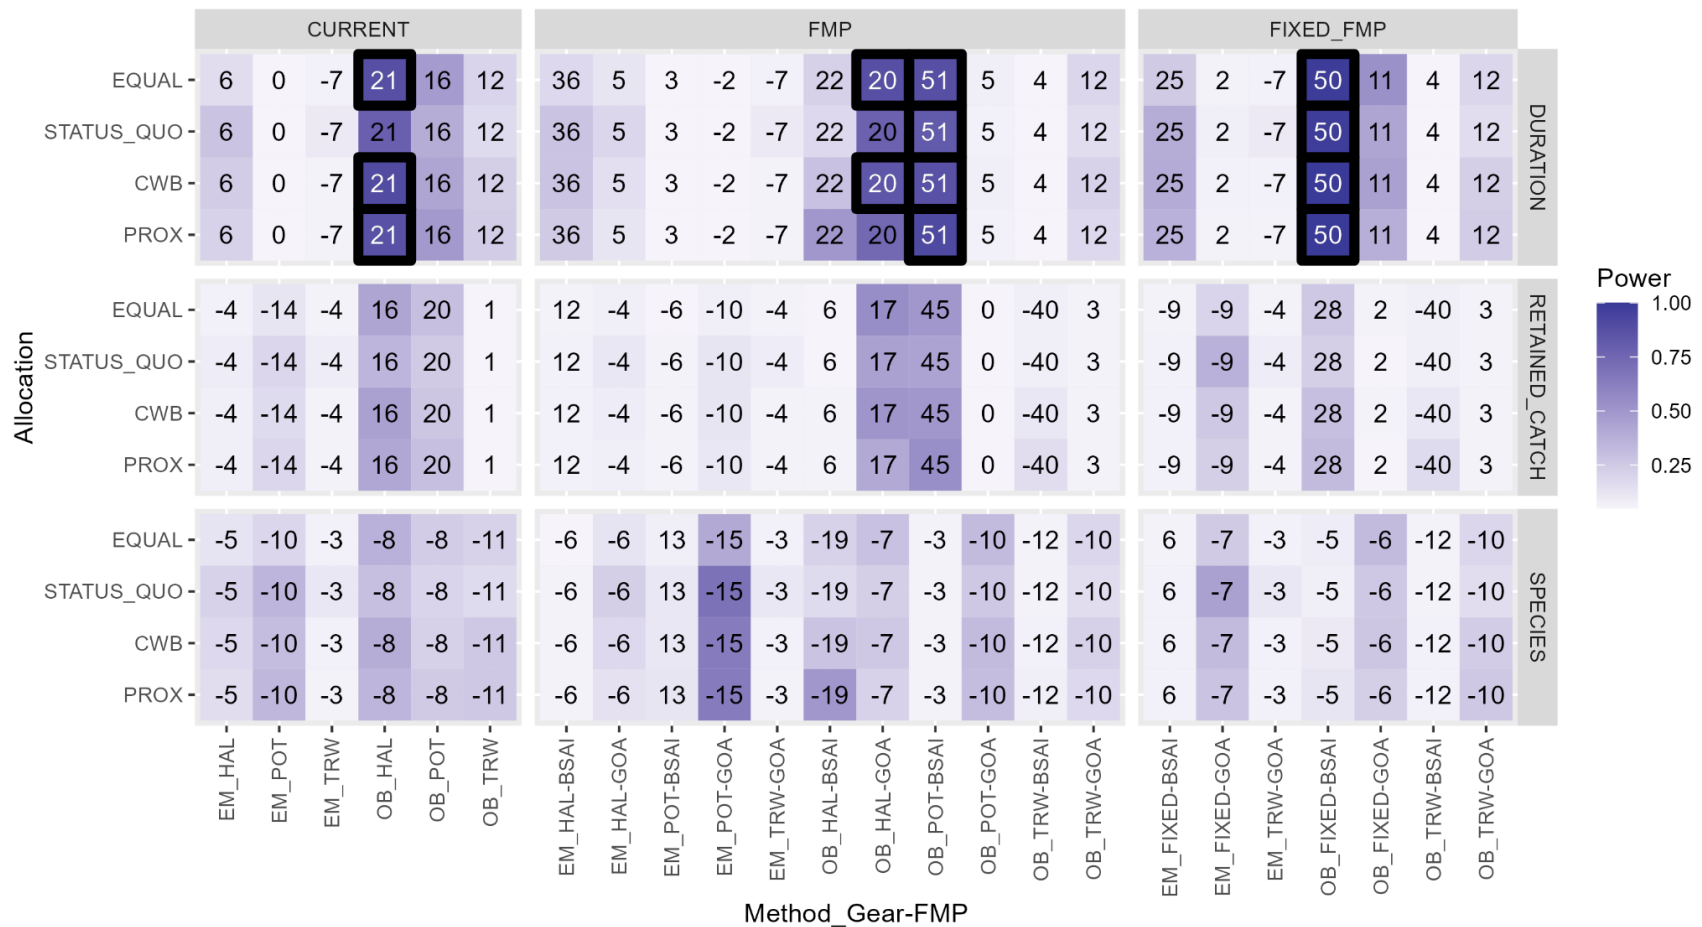 CURRENT FMP FIXED_FMP
EQUAL 6 0 -7 21 16 12 36 5 3 -2 -7 22 20 51 5 4 12 25 2 -7 50 11 4 12
STATUS_QUO 6 0 -7 21 16 12 36 5 3 -2 -7 22 20 51 5 4 12 25 2 -7 50 11 4 12
CWB 6 0 -7 21 16 12 36 5 3 -2 -7 22 20 51 5 4 12 25 2 -7 50 11 4 12
PROX 6 0 -7 21 16 12 36 5 3 -2 -7 22 20 51 5 4 12 25 2 -7 50 11 4 12
DURATION
EQUAL -4 -14 -4 16 20 1 12 -4 -6 -10 -4 6 17 45 0 -40 3 -9 -9 -4 28 2 -40 3
STATUS_QUO -4 -14 -4 16 20 1 12 -4 -6 -10 -4 6 17 45 0 -40 3 -9 -9 -4 28 2 -40 3
CWB -4 -14 -4 16 20 1 12 -4 -6 -10 -4 6 17 45 0 -40 3 -9 -9 -4 28 2 -40 3
PROX -4 -14 -4 16 20 1 12 -4 -6 -10 -4 6 17 45 0 -40 3 -9 -9 -4 28 2 -40 3
RETAINED_CATCH
EQUAL -5 -10 -3 -8 -8 -11 -6 -6 13 -15 -3 -19 -7 -3 -10 -12 -10 6 -7 -3 -5 -6 -12 -10
STATUS_QUO -5 -10 -3 -8 -8 -11 -6 -6 13 -15 -3 -19 -7 -3 -10 -12 -10 6 -7 -3 -5 -6 -12 -10
CWB -5 -10 -3 -8 -8 -11 -6 -6 13 -15 -3 -19 -7 -3 -10 -12 -10 6 -7 -3 -5 -6 -12 -10
PROX -5 -10 -3 -8 -8 -11 -6 -6 13 -15 -3 -19 -7 -3 -10 -12 -10 6 -7 -3 -5 -6 -12 -10
SPECIES
Allocation
EM_HAL
EM_POT
EM_TRW
OB_HAL
OB_POT
OB_TRW
EM_HAL-BSAI
EM_HAL-GOA
EM_POT-BSAI
EM_POT-GOA
EM_TRW-GOA
OB_HAL-BSAI
OB_HAL-GOA
OB_POT-BSAI
OB_POT-GOA
OB_TRW-BSAI
OB_TRW-GOA
EM_FIXED-BSAI
EM_FIXED-GOA
EM_TRW-GOA
OB_FIXED-BSAI
OB_FIXED-GOA
OB_TRW-BSAI
OB_TRW-GOA
Method_Gear-FMP
Power
1.00
0.75
0.50
0.25